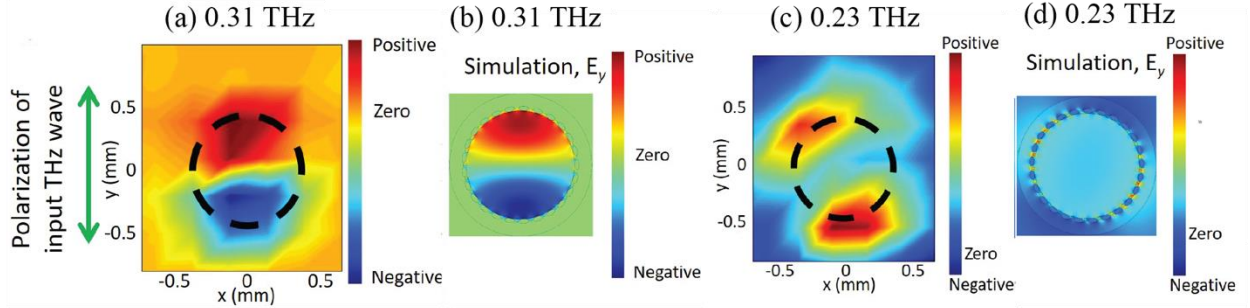 (a) 0.31 THz
(b) 0.31 THz
(c) 0.23 THz
(d) 0.23 THz
Polarization of
input THz wave
y (mm)
0.5
0
-0.5
-0.5
0
0.5
x (mm)
Positive
Zero
Negative
Simulation, Ey
Positive
Zero
Negative
y (mm)
0.5
0
-0.5
-0.5
0
0.5
x (mm)
Positive
Zero
Negative
Simulation, Ey
Positive
Zero
Negative